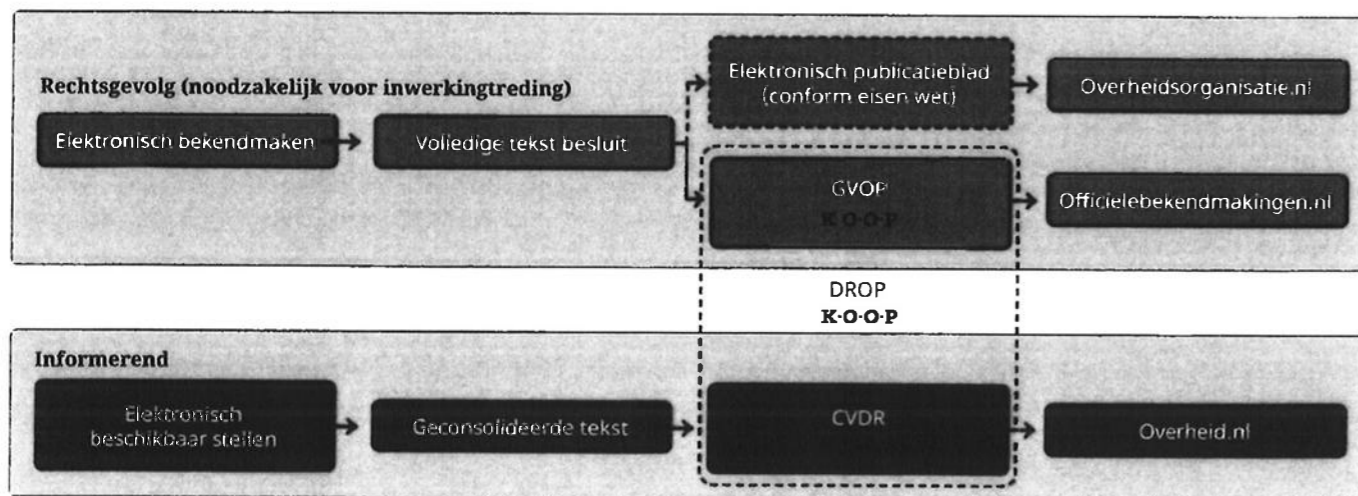 Rechtsgevolg (noodzakelijk voor inwerkingtreding)
Elektronisch bekendmaken
Volledige tekst besluit
Elektronisch publicatieblad
(conform eisen wet)
Overheidsorganisatie.nl
GVOP
K·O·O·P
Officielebekendmakingen.nl
DROP
K·O·O·P
Informerend
Elektronisch
beschikbaar stellen
Geconsolideerde tekst
CVDR
Overheid.nl